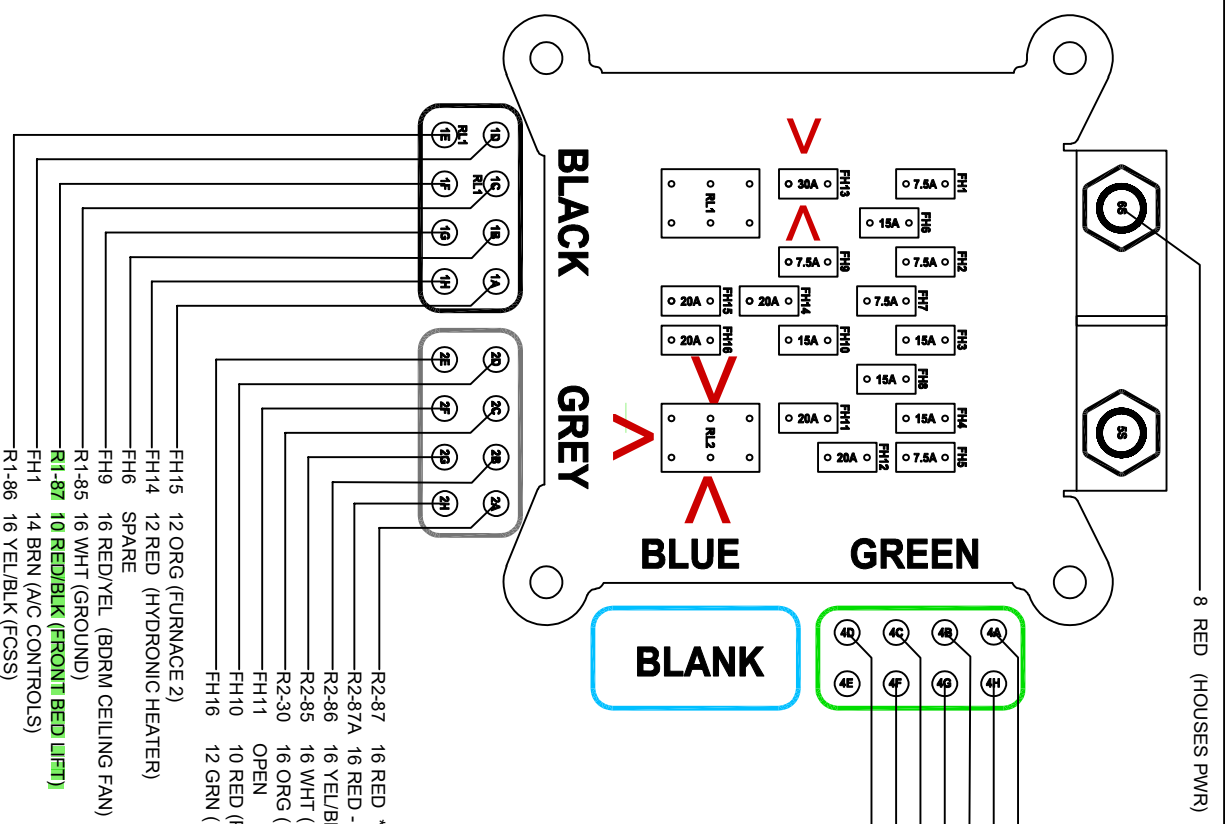 BLACK
GREY
BLUE
GREEN
BLANK
6S
5S
8 RED (HOUSES PWR)
FH1 7.5A
FH13 30A
RL1
FH6 15A
FH2 7.5A
FH9 7.5A
FH7 7.5A
FH14 20A
FH15 20A
FH3 15A
FH10 15A
FH16 20A
FH8 15A
FH4 15A
FH11 20A
RL2
FH5 7.5A
FH12 20A
1E RL1 1D
1F RL1 1C
1G 1B
1H 1A
2E 2D
2F 2C
2G 2B
2H 2A
4D 4C 4B 4A
4E 4F 4G 4H
FH15 12 ORG (FURNACE 2)
FH14 12 RED (HYDRONIC HEATER)
FH6 SPARE
FH9 16 RED/YEL (BDRM CEILING FAN)
R1-85 16 WHT (GROUND)
R1-87 10 RED/BLK (FRONT BED LIFT)
FH1 14 BRN (A/C CONTROLS)
R1-86 16 YEL/BLK (FCSS)
R2-87 16 RED *
R2-87A 16 RED -
R2-86 16 YEL/BL
R2-85 16 WHT (
R2-30 16 ORG (
FH11 OPEN
FH10 10 RED (
FH16 12 GRN (